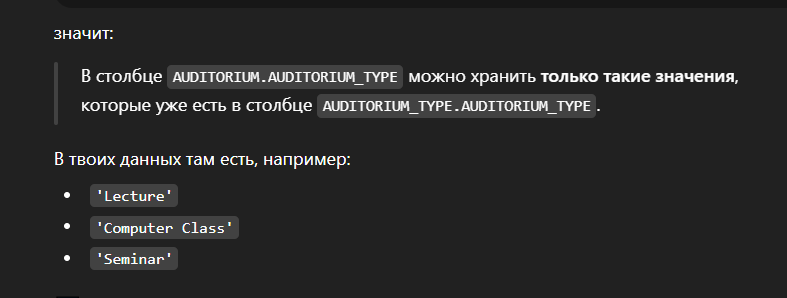 значит:
В столбце AUDITORIUM.AUDITORIUM_TYPE можно хранить только такие значения,
которые уже есть в столбце AUDITORIUM_TYPE.AUDITORIUM_TYPE.
В твоих данных там есть, например:
• 'Lecture'
• 'Computer Class'
• 'Seminar'